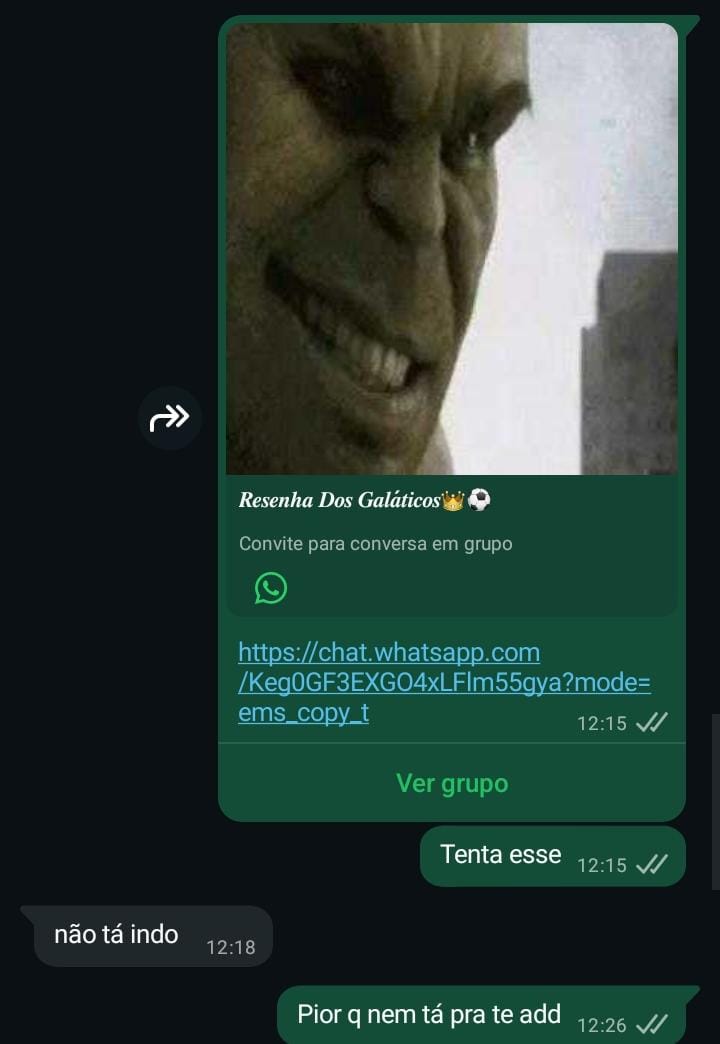 Resenha Dos Galáticos👑⚽
Convite para conversa em grupo
https://chat.whatsapp.com
/Keg0GF3EXGO4xLFlm55gya?mode=
ems_copy_t
12:15
Ver grupo
Tenta esse 12:15
não tá indo 12:18
Pior q nem tá pra te add 12:26